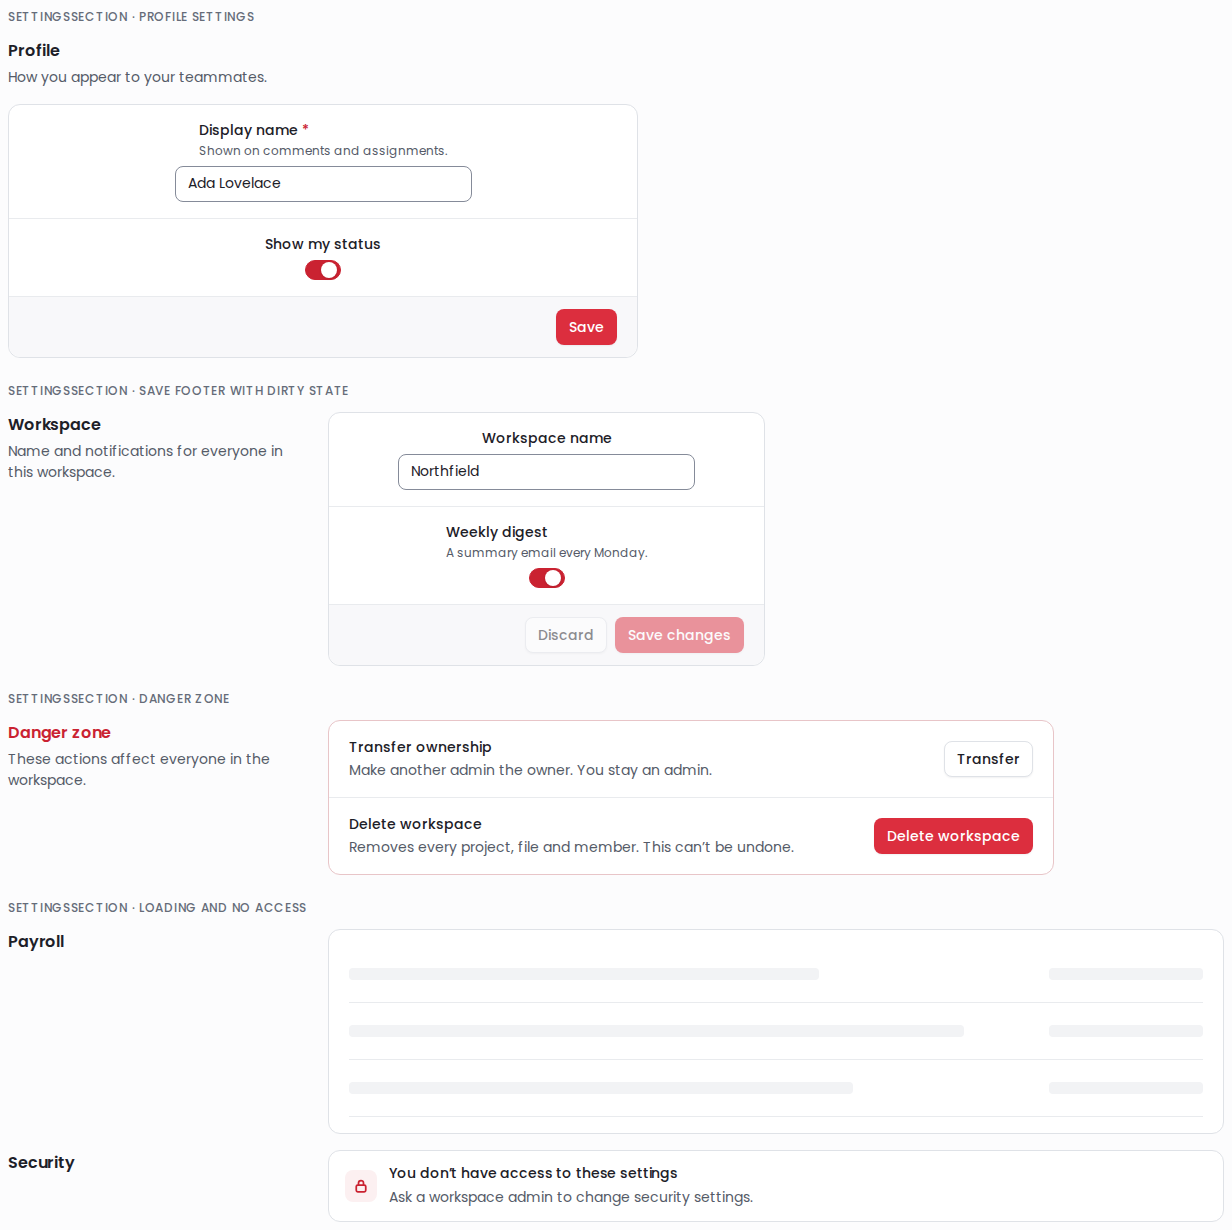 SETTINGSSECTION · PROFILE SETTINGS
Profile
How you appear to your teammates.
Display name *
Shown on comments and assignments.
Ada Lovelace
Show my status
Save
SETTINGSSECTION · SAVE FOOTER WITH DIRTY STATE
Workspace
Name and notifications for everyone in
this workspace.
Workspace name
Northfield
Weekly digest
A summary email every Monday.
Discard
Save changes
SETTINGSSECTION · DANGER ZONE
Danger zone
These actions affect everyone in the
workspace.
Transfer ownership
Make another admin the owner. You stay an admin.
Transfer
Delete workspace
Removes every project, file and member. This can’t be undone.
Delete workspace
SETTINGSSECTION · LOADING AND NO ACCESS
Payroll
Security
You don’t have access to these settings
Ask a workspace admin to change security settings.